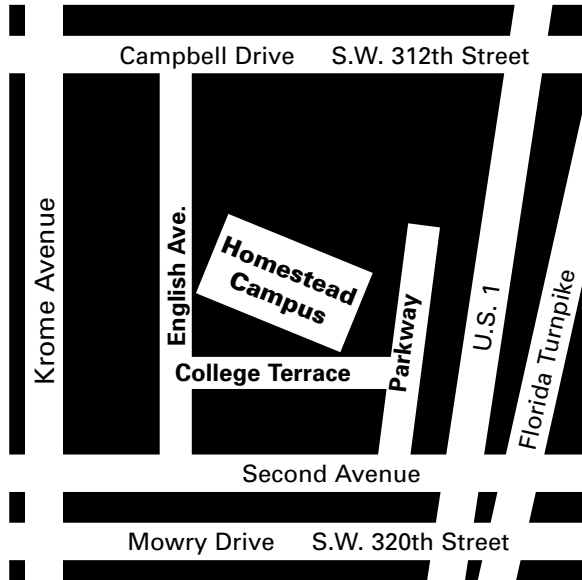 Campbell Drive S.W. 312th Street
Krome Avenue
English Ave.
Homestead
Campus
College Terrace
Parkway
U.S. 1
Florida Turnpike
Second Avenue
Mowry Drive S.W. 320th Street